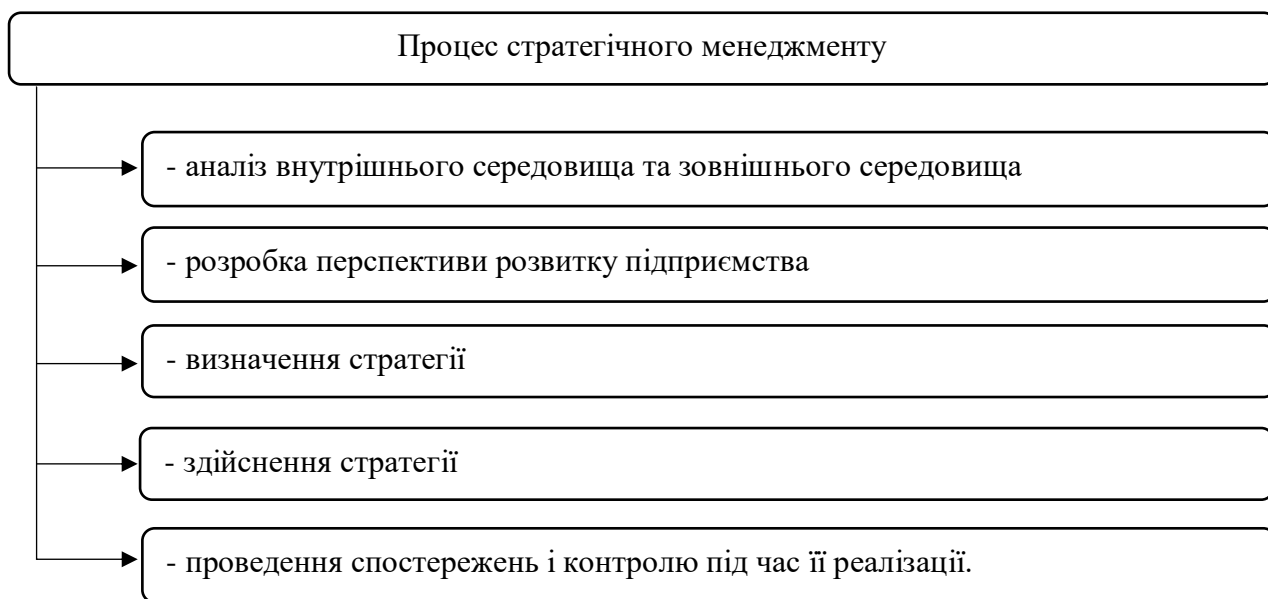 Процес стратегічного менеджменту
- аналіз внутрішнього середовища та зовнішнього середовища
- розробка перспективи розвитку підприємства
- визначення стратегії
- здійснення стратегії
- проведення спостережень і контролю під час її реалізації.